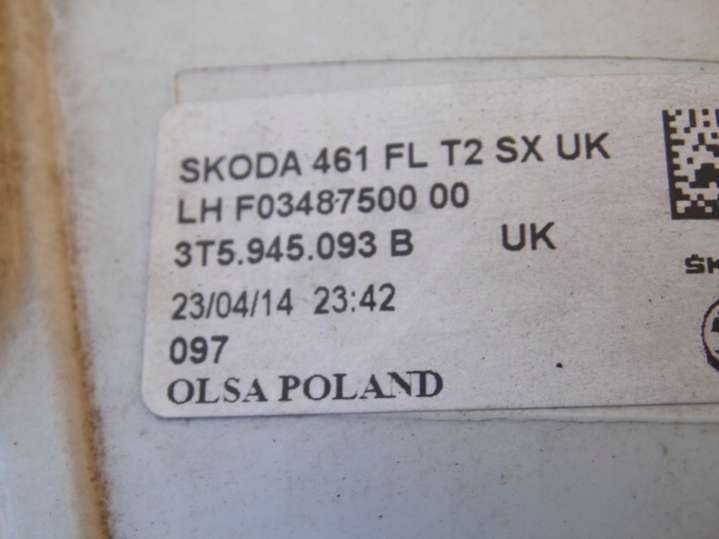 SKODA 461 FL T2 SX UK
LH F03487500 00
3T5.945.093 B UK
ŠK
23/04/14 23:42
097
OLSA POLAND